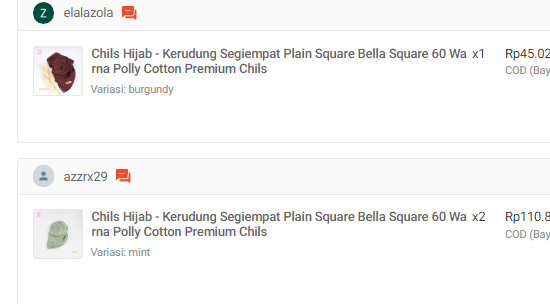 Z elalazola
Chils Hijab - Kerudung Segiempat Plain Square Bella Square 60 Wa x1 Rp45.02
rna Polly Cotton Premium Chils COD (Bay
Variasi: burgundy
azzrx29
Chils Hijab - Kerudung Segiempat Plain Square Bella Square 60 Wa x2 Rp110.8
rna Polly Cotton Premium Chils COD (Bay
Variasi: mint